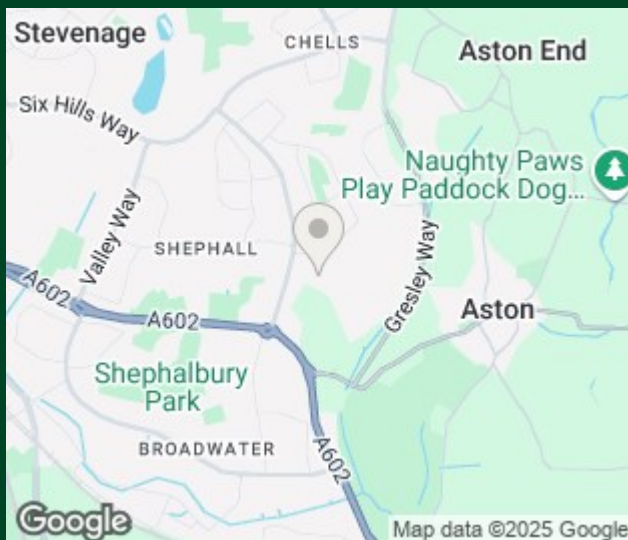 Stevenage
CHELLS
Aston End
Six Hills Way
Naughty Paws
Play Paddock Dog...
Valley Way
SHEPHALL
Gresley Way
A602
A602
Aston
Shephalbury
Park
A602
BROADWATER
Google
Map data ©2025 Google